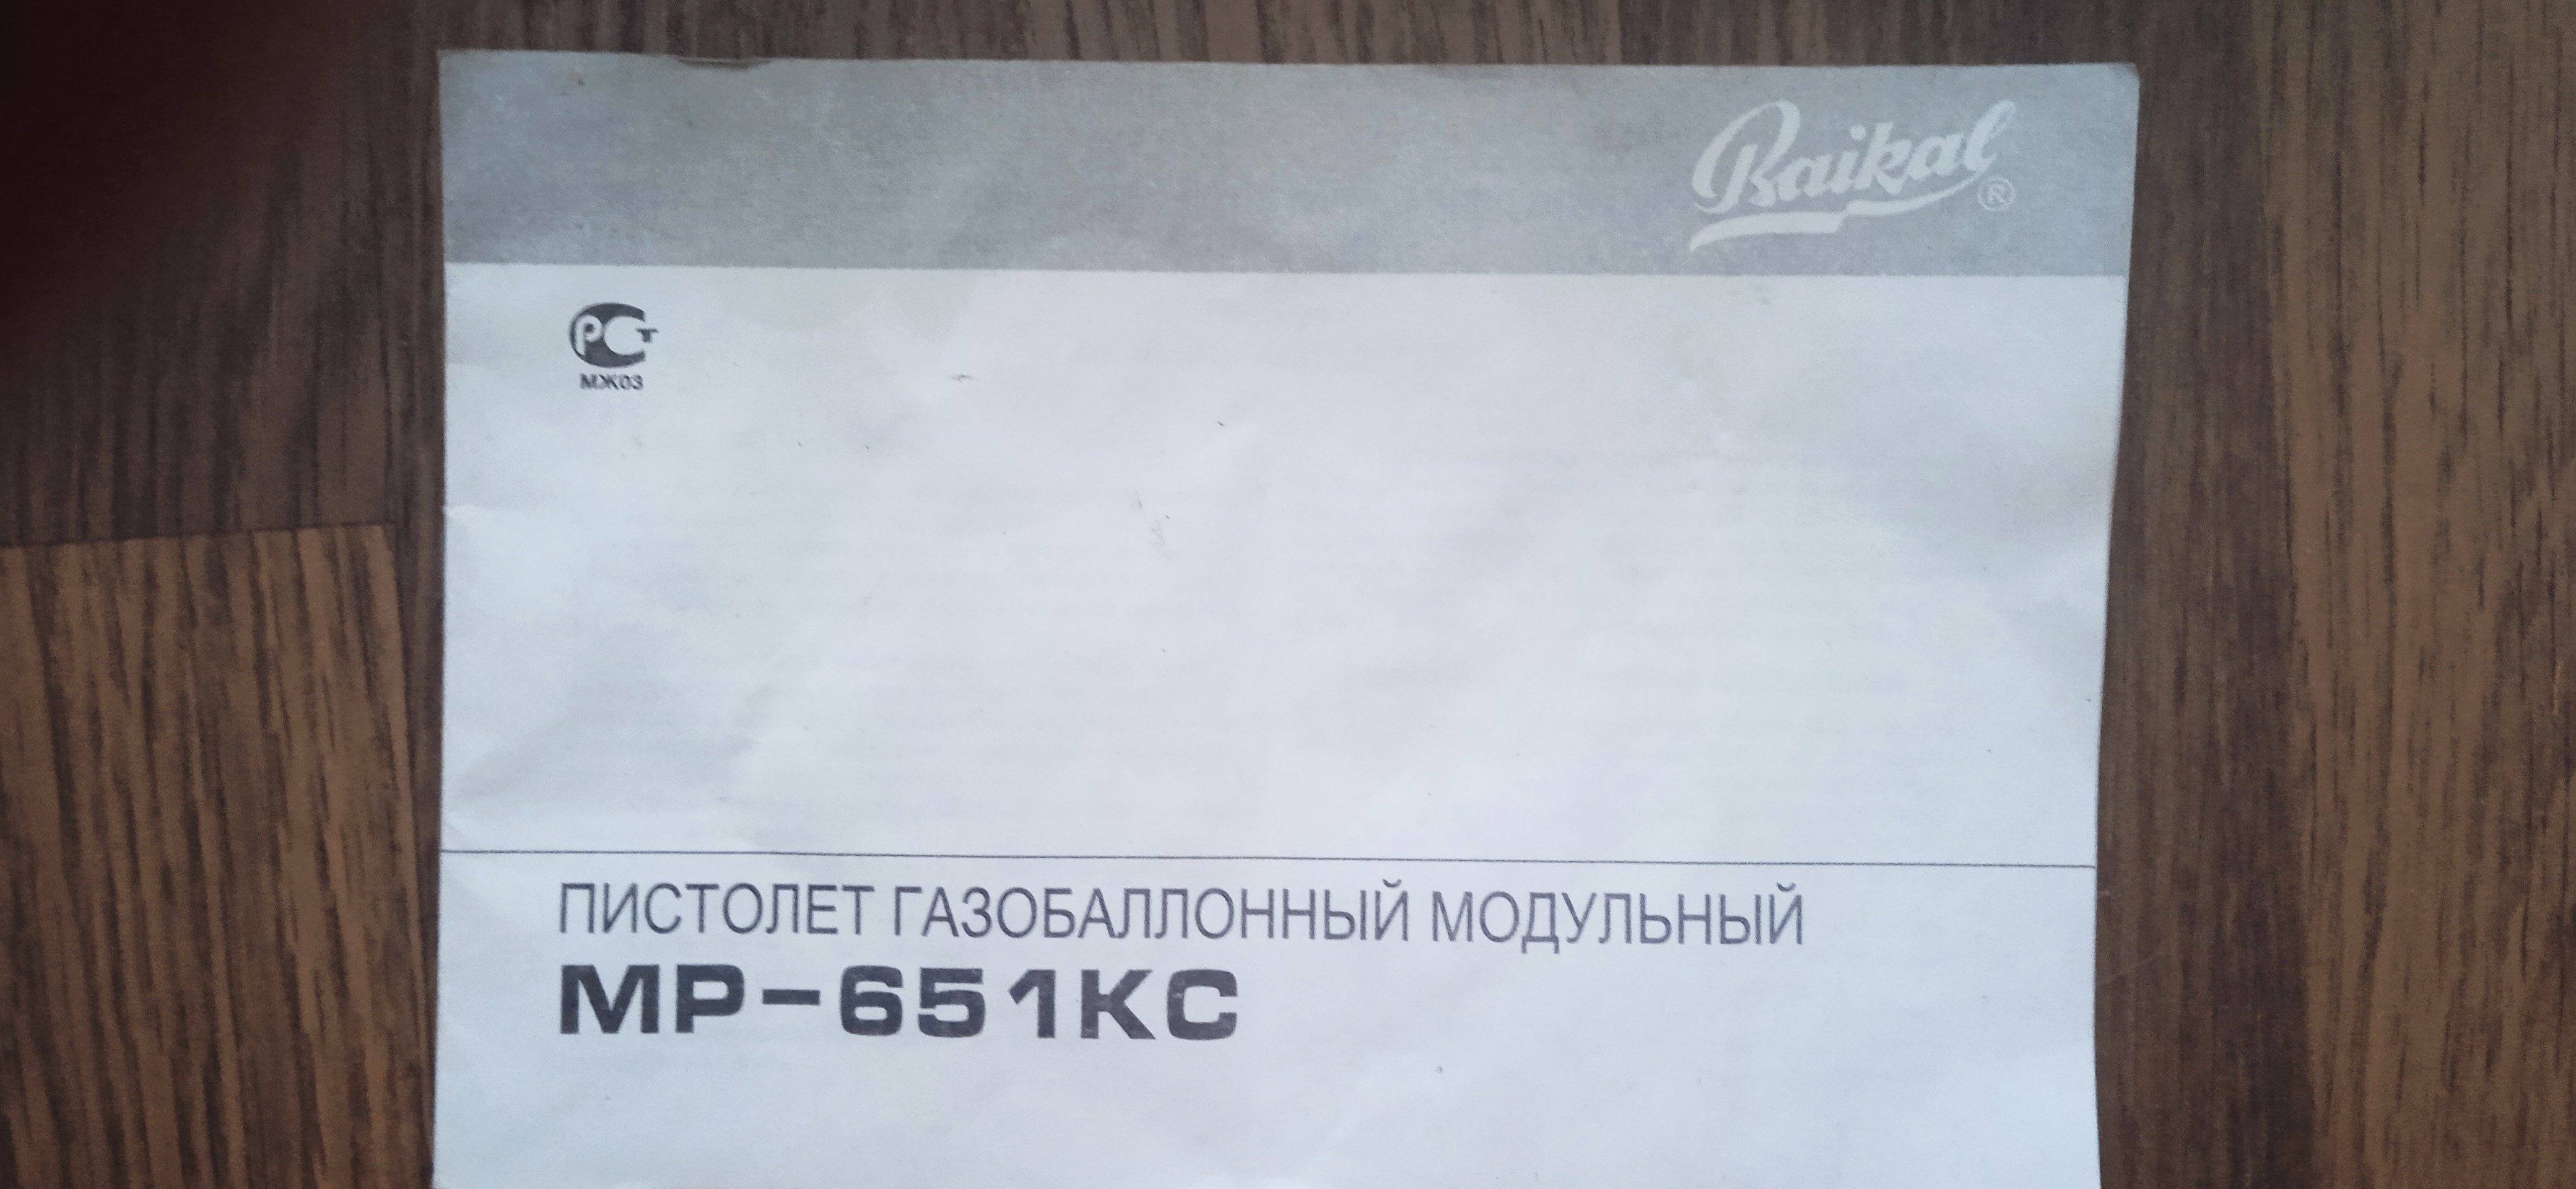 Baikal ®
РСТ
МЖ03
ПИСТОЛЕТ ГАЗОБАЛЛОННЫЙ МОДУЛЬНЫЙ
МР-651КС